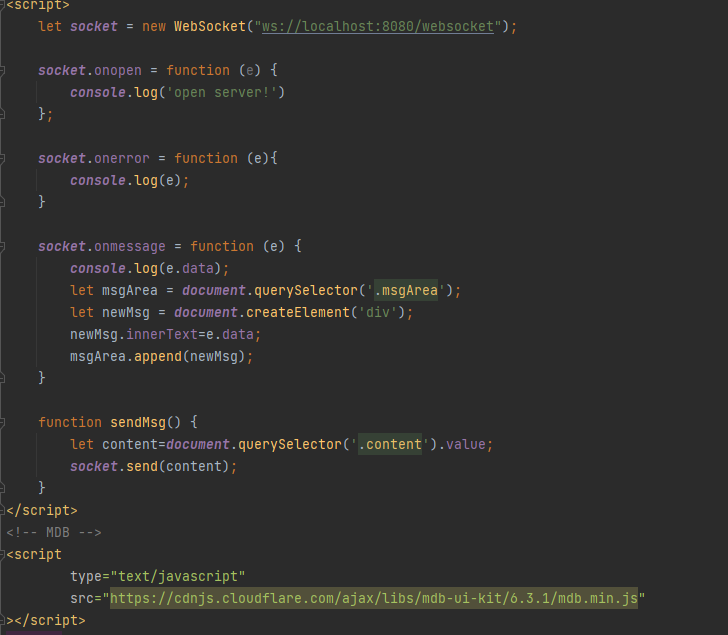 <script>
let socket = new WebSocket("ws://localhost:8080/websocket");
socket.onopen = function (e) {
console.log('open server!')
};
socket.onerror = function (e){
console.log(e);
}
socket.onmessage = function (e) {
console.log(e.data);
let msgArea = document.querySelector('.msgArea');
let newMsg = document.createElement('div');
newMsg.innerText=e.data;
msgArea.append(newMsg);
}
function sendMsg() {
let content=document.querySelector('.content').value;
socket.send(content);
}
</script>
<!-- MDB -->
<script
type="text/javascript"
src="https://cdnjs.cloudflare.com/ajax/libs/mdb-ui-kit/6.3.1/mdb.min.js"
></script>